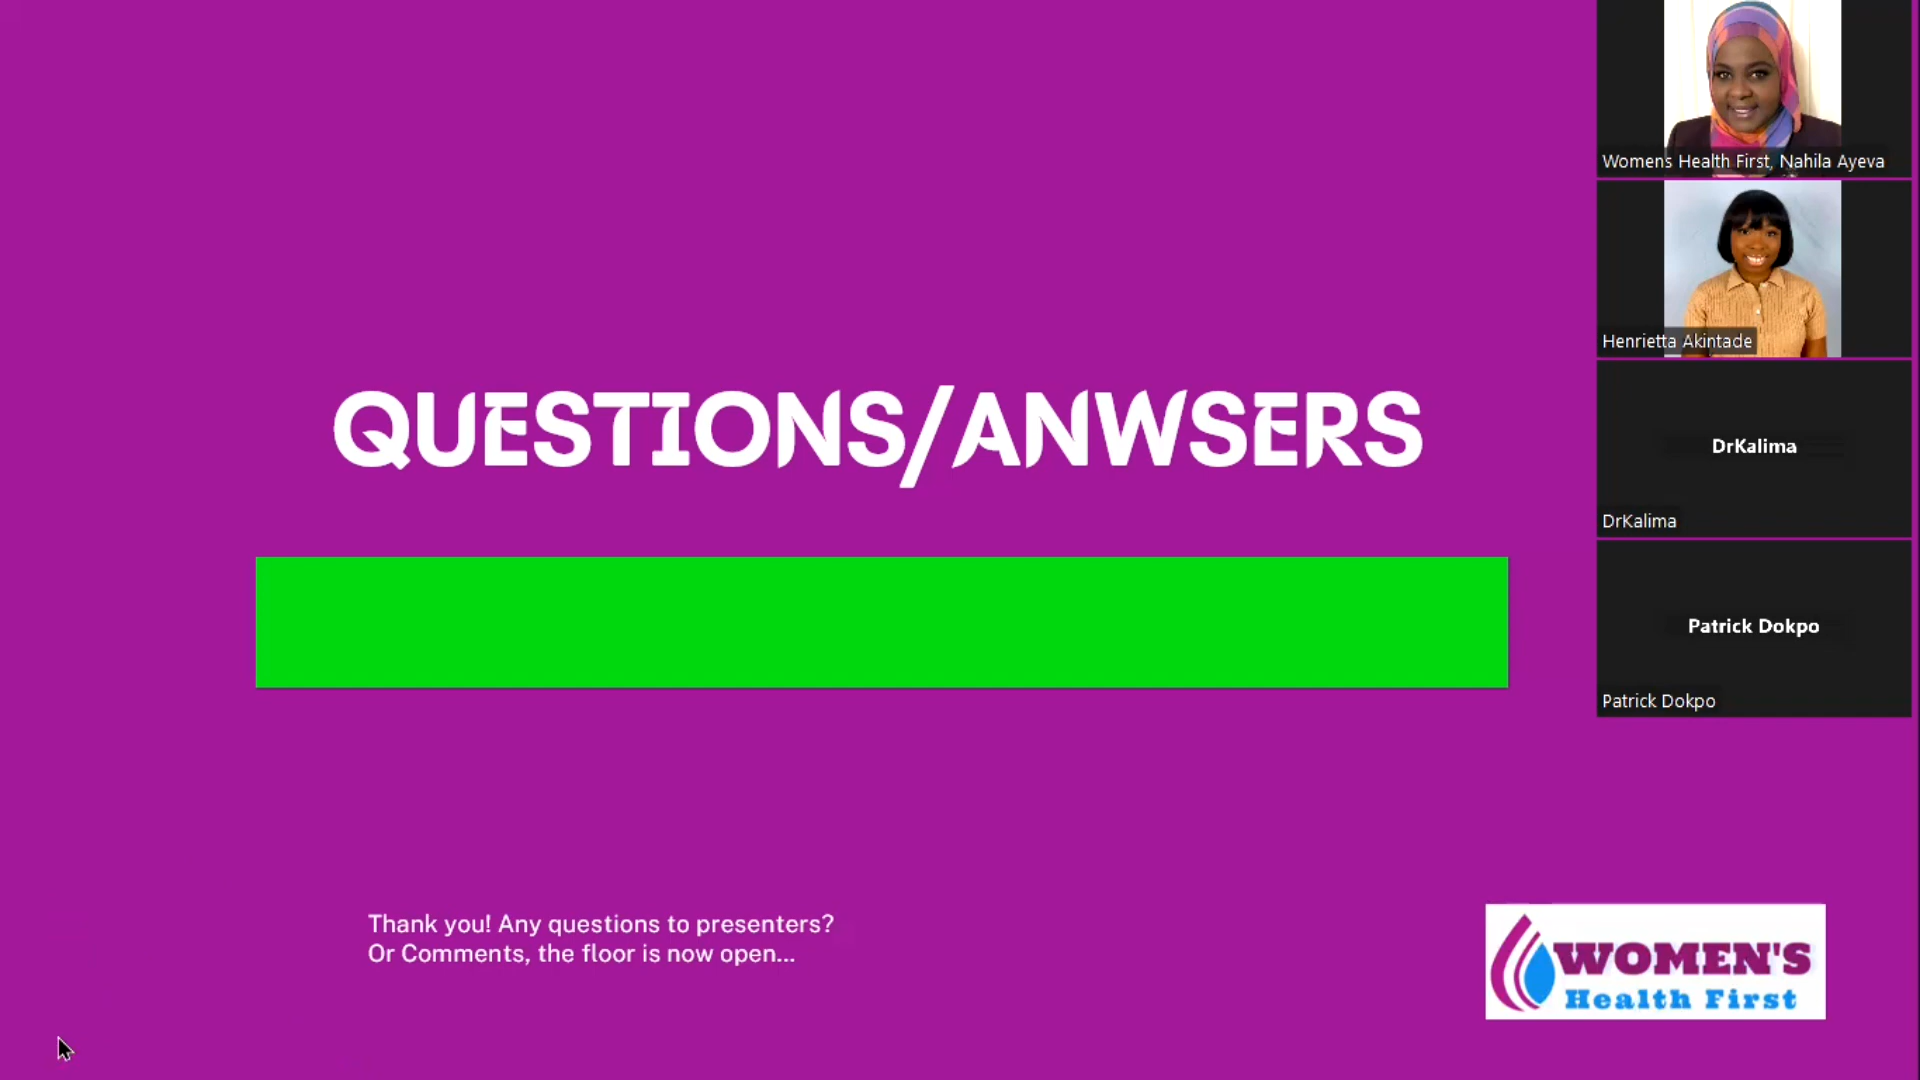 QUESTIONS/ANWSERS
Thank you! Any questions to presenters?
Or Comments, the floor is now open...
WOMEN'S
Health First
Womens Health First, Nahila Ayeva
Henrietta Akintade
DrKalima
DrKalima
Patrick Dokpo
Patrick Dokpo